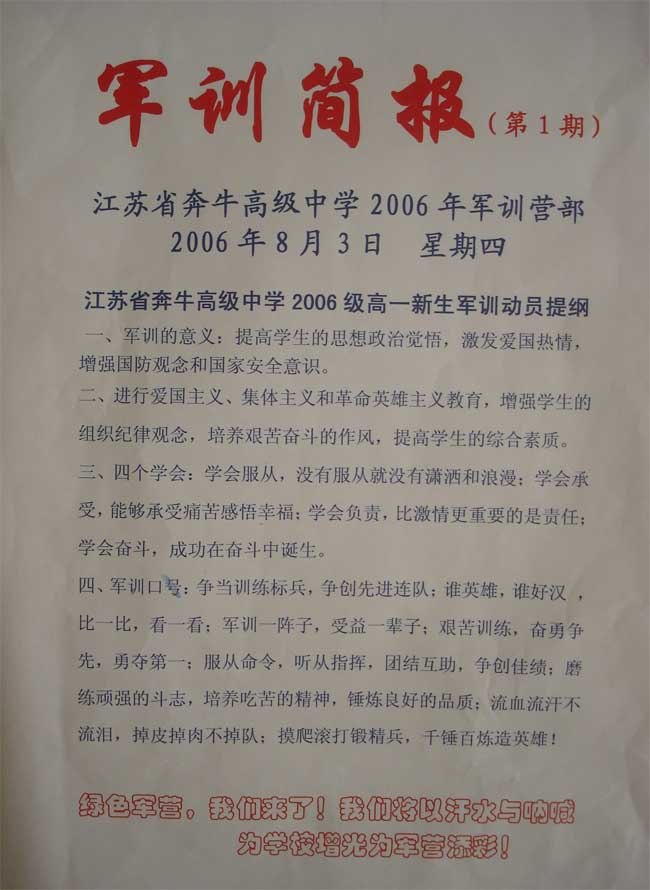 军训简报（第1期）
江苏省奔牛高级中学2006年军训营部
2006年8月3日 星期四
江苏省奔牛高级中学2006级高一新生军训动员提纲
一、军训的意义：提高学生的思想政治觉悟，激发爱国热情，
增强国防观念和国家安全意识。
二、进行爱国主义、集体主义和革命英雄主义教育，增强学生的
组织纪律观念，培养艰苦奋斗的作风，提高学生的综合素质。
三、四个学会：学会服从，没有服从就没有潇洒和浪漫；学会承
受，能够承受痛苦感悟幸福；学会负责，比激情更重要的是责任；
学会奋斗，成功在奋斗中诞生。
四、军训口号：争当训练标兵，争创先进连队；谁英雄，谁好汉，
比一比，看一看；军训一阵子，受益一辈子；艰苦训练，奋勇争
先，勇夺第一；服从命令，听从指挥，团结互助，争创佳绩；磨
练顽强的斗志，培养吃苦的精神，锤炼良好的品质；流血流汗不
流泪，掉皮掉肉不掉队；摸爬滚打锻精兵，千锤百炼造英雄！
绿色军营，我们来了！我们将以汗水与呐喊
为学校增光为军营添彩！